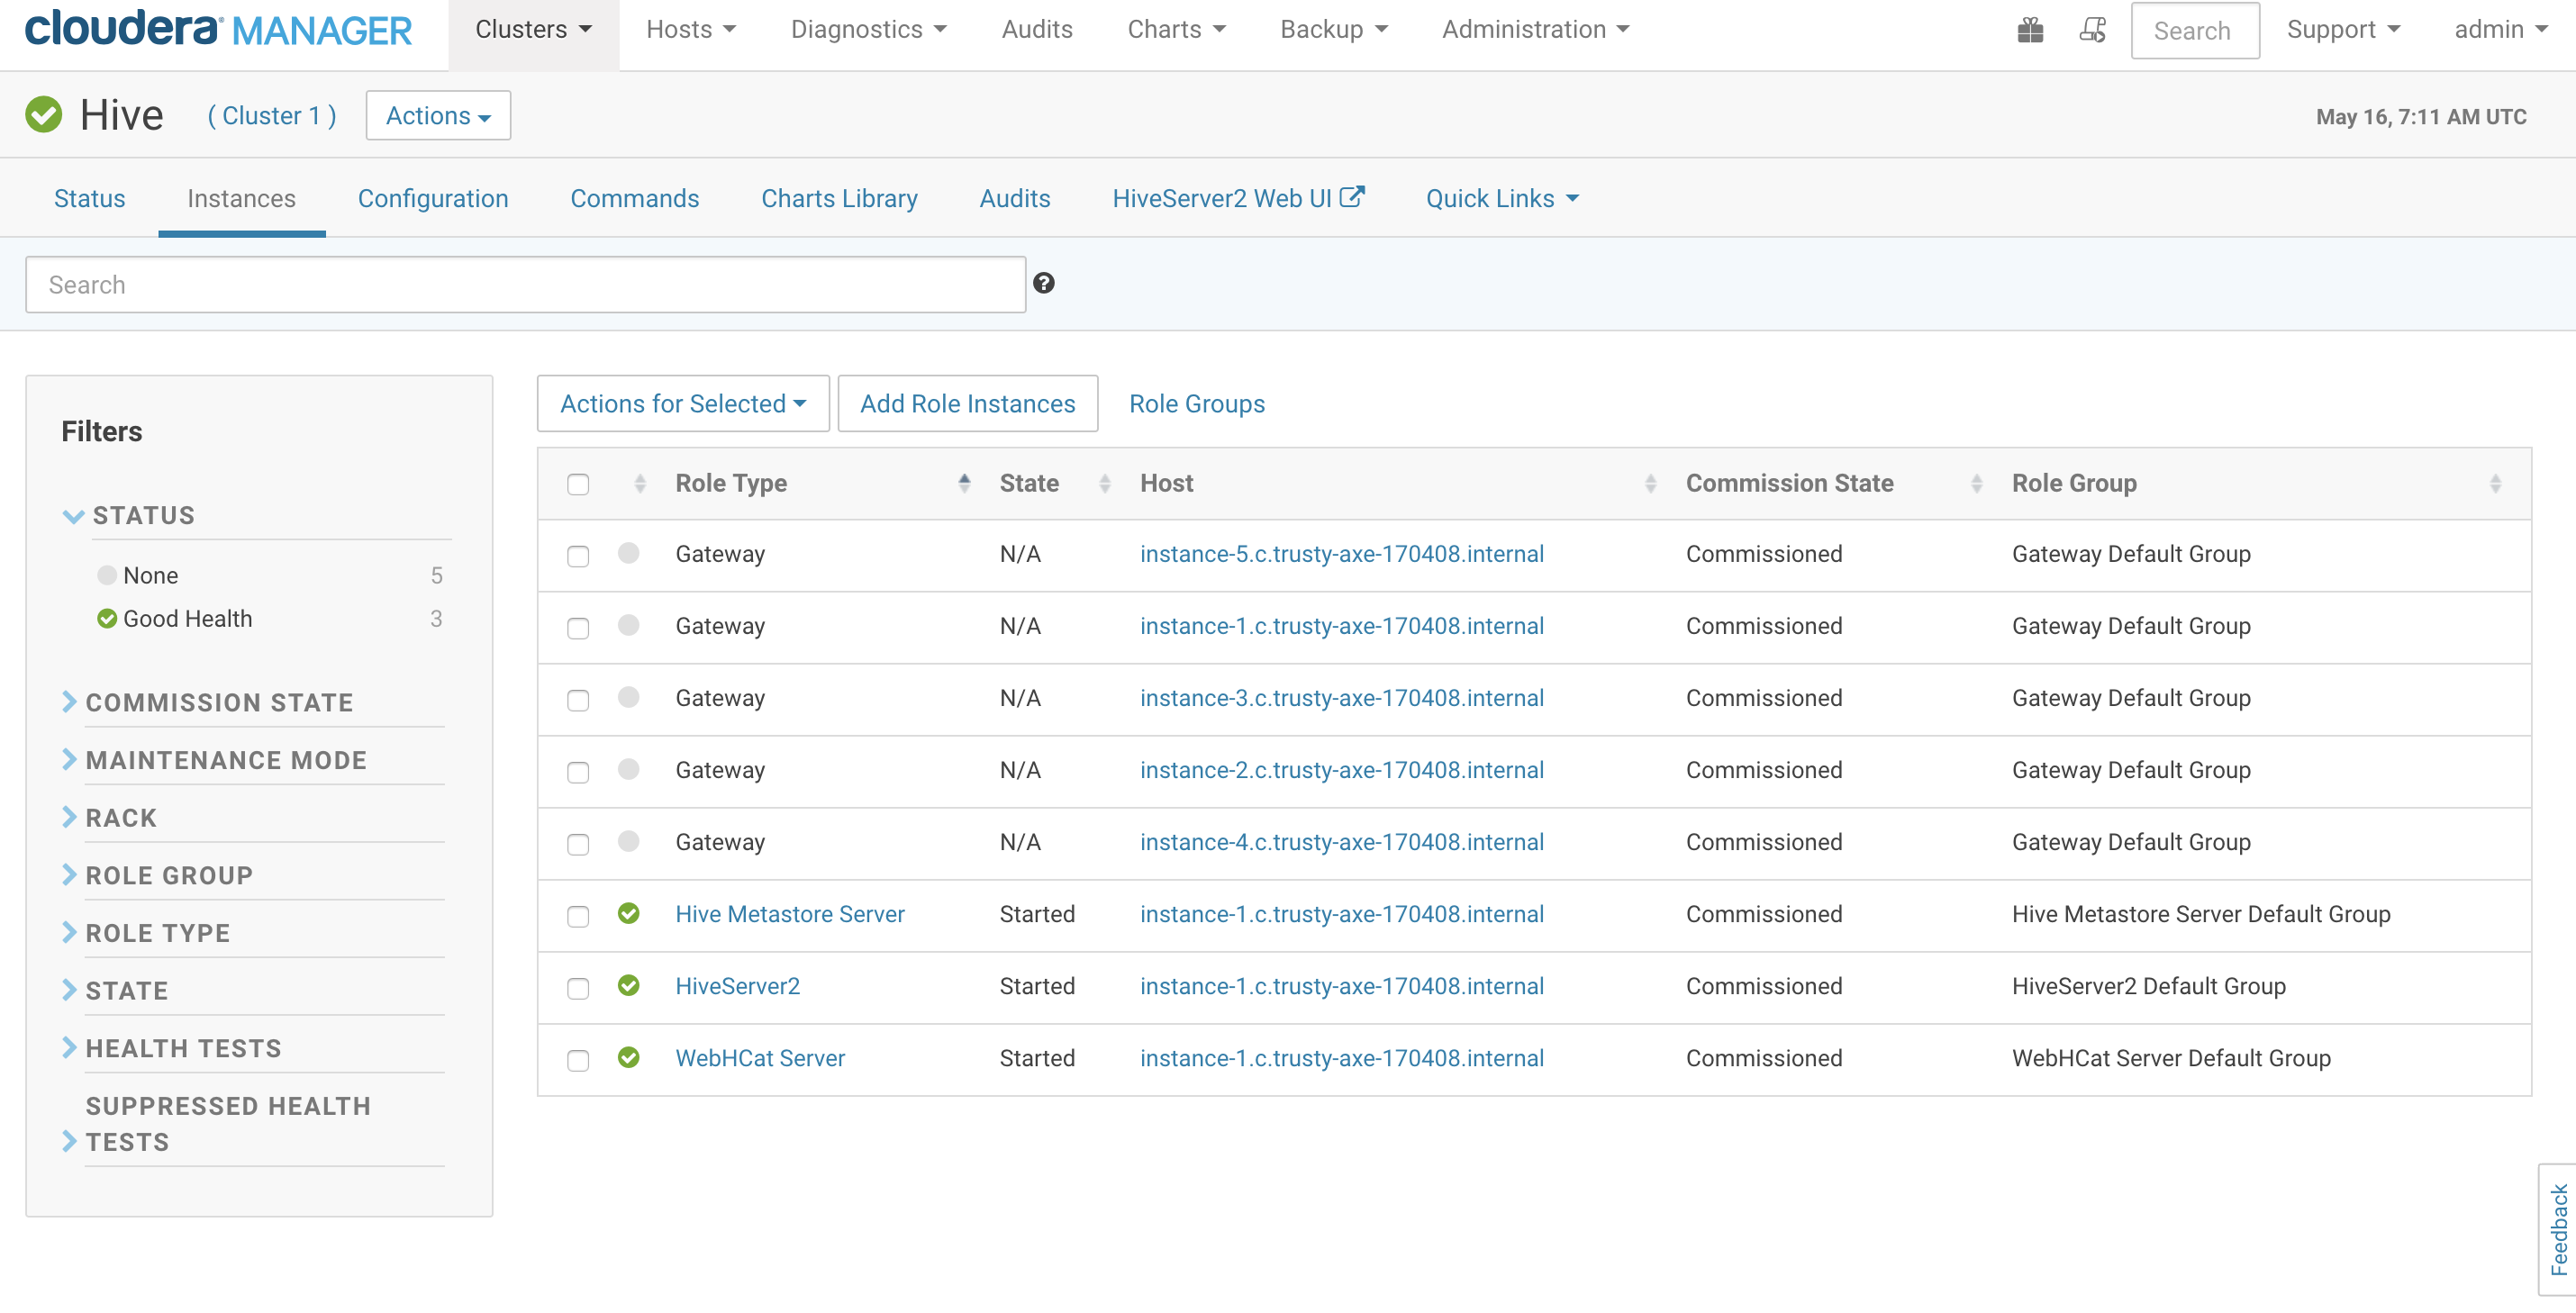 cloudera MANAGER Clusters Hosts Diagnostics Audits Charts Backup Administration Search Support admin
Hive ( Cluster 1 ) Actions May 16, 7:11 AM UTC
Status Instances Configuration Commands Charts Library Audits HiveServer2 Web UI Quick Links
Search ?
Filters
STATUS
None 5
Good Health 3
COMMISSION STATE
MAINTENANCE MODE
RACK
ROLE GROUP
ROLE TYPE
STATE
HEALTH TESTS
SUPPRESSED HEALTH
TESTS
Actions for Selected Add Role Instances Role Groups
Role Type State Host Commission State Role Group
Gateway N/A instance-5.c.trusty-axe-170408.internal Commissioned Gateway Default Group
Gateway N/A instance-1.c.trusty-axe-170408.internal Commissioned Gateway Default Group
Gateway N/A instance-3.c.trusty-axe-170408.internal Commissioned Gateway Default Group
Gateway N/A instance-2.c.trusty-axe-170408.internal Commissioned Gateway Default Group
Gateway N/A instance-4.c.trusty-axe-170408.internal Commissioned Gateway Default Group
Hive Metastore Server Started instance-1.c.trusty-axe-170408.internal Commissioned Hive Metastore Server Default Group
HiveServer2 Started instance-1.c.trusty-axe-170408.internal Commissioned HiveServer2 Default Group
WebHCat Server Started instance-1.c.trusty-axe-170408.internal Commissioned WebHCat Server Default Group
Feedback